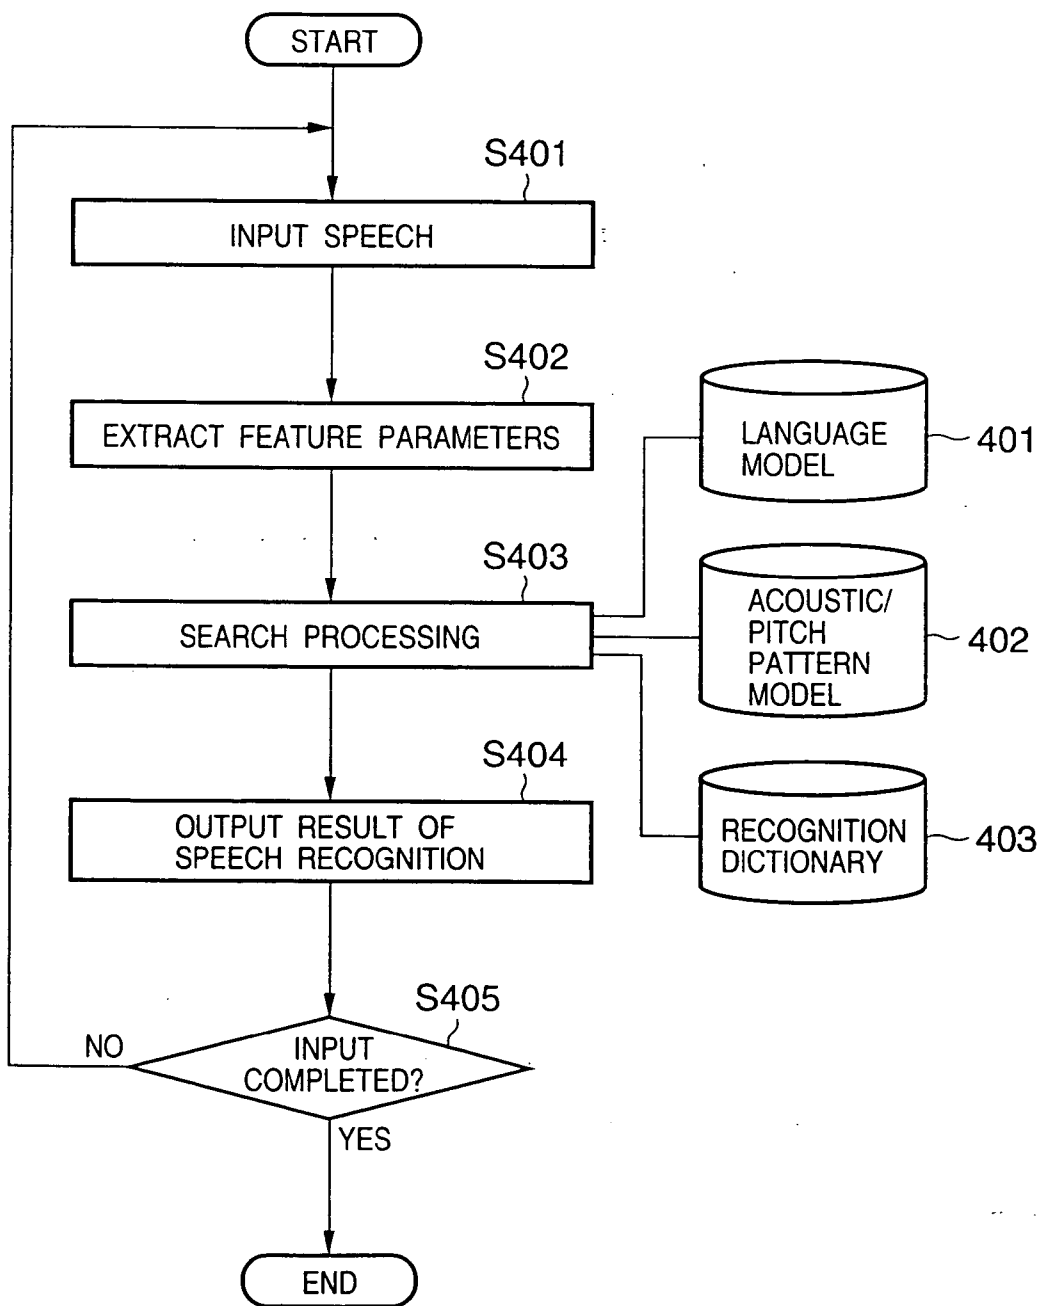 START
S401
INPUT SPEECH
S402
EXTRACT FEATURE PARAMETERS
LANGUAGE
MODEL
401
S403
SEARCH PROCESSING
ACOUSTIC/
PITCH
PATTERN
MODEL
402
S404
OUTPUT RESULT OF
SPEECH RECOGNITION
RECOGNITION
DICTIONARY
403
S405
NO
INPUT
COMPLETED?
YES
END